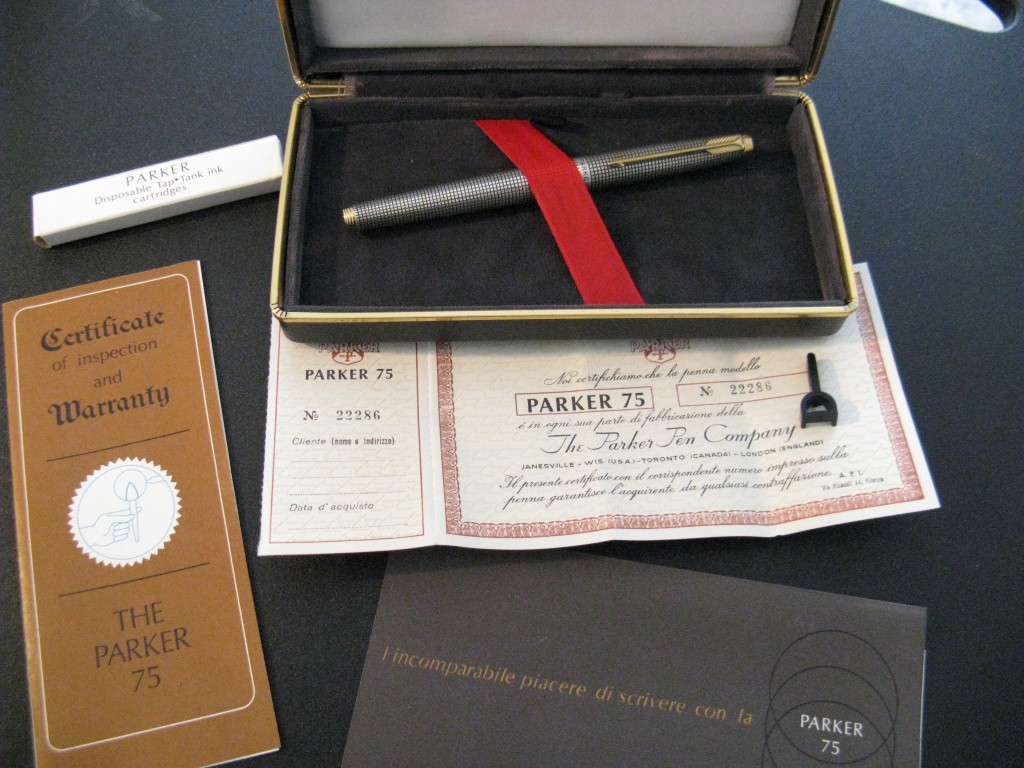 PARKER
Disposable Tap•Tank ink
cartridges
Certificate
of inspection
and
Warranty
THE
PARKER
75
PARKER
PARKER 75
No 22286
Cliente (nome e indirizzo)
Data d'acquisto
PARKER
Noi certifichiamo che la penna modello
PARKER 75
No 22286
è in ogni sua parte di fabbricazione della
The Parker Pen Company
JANESVILLE - WIS (U.S.A.) - TORONTO (CANADA) - LONDON (ENGLAND)
Il presente certificato con il corrispondente numero impresso sulla
penna garantisce l'acquirente da qualsiasi contraffazione.
l'incomparabile piacere di scrivere con la
PARKER
75